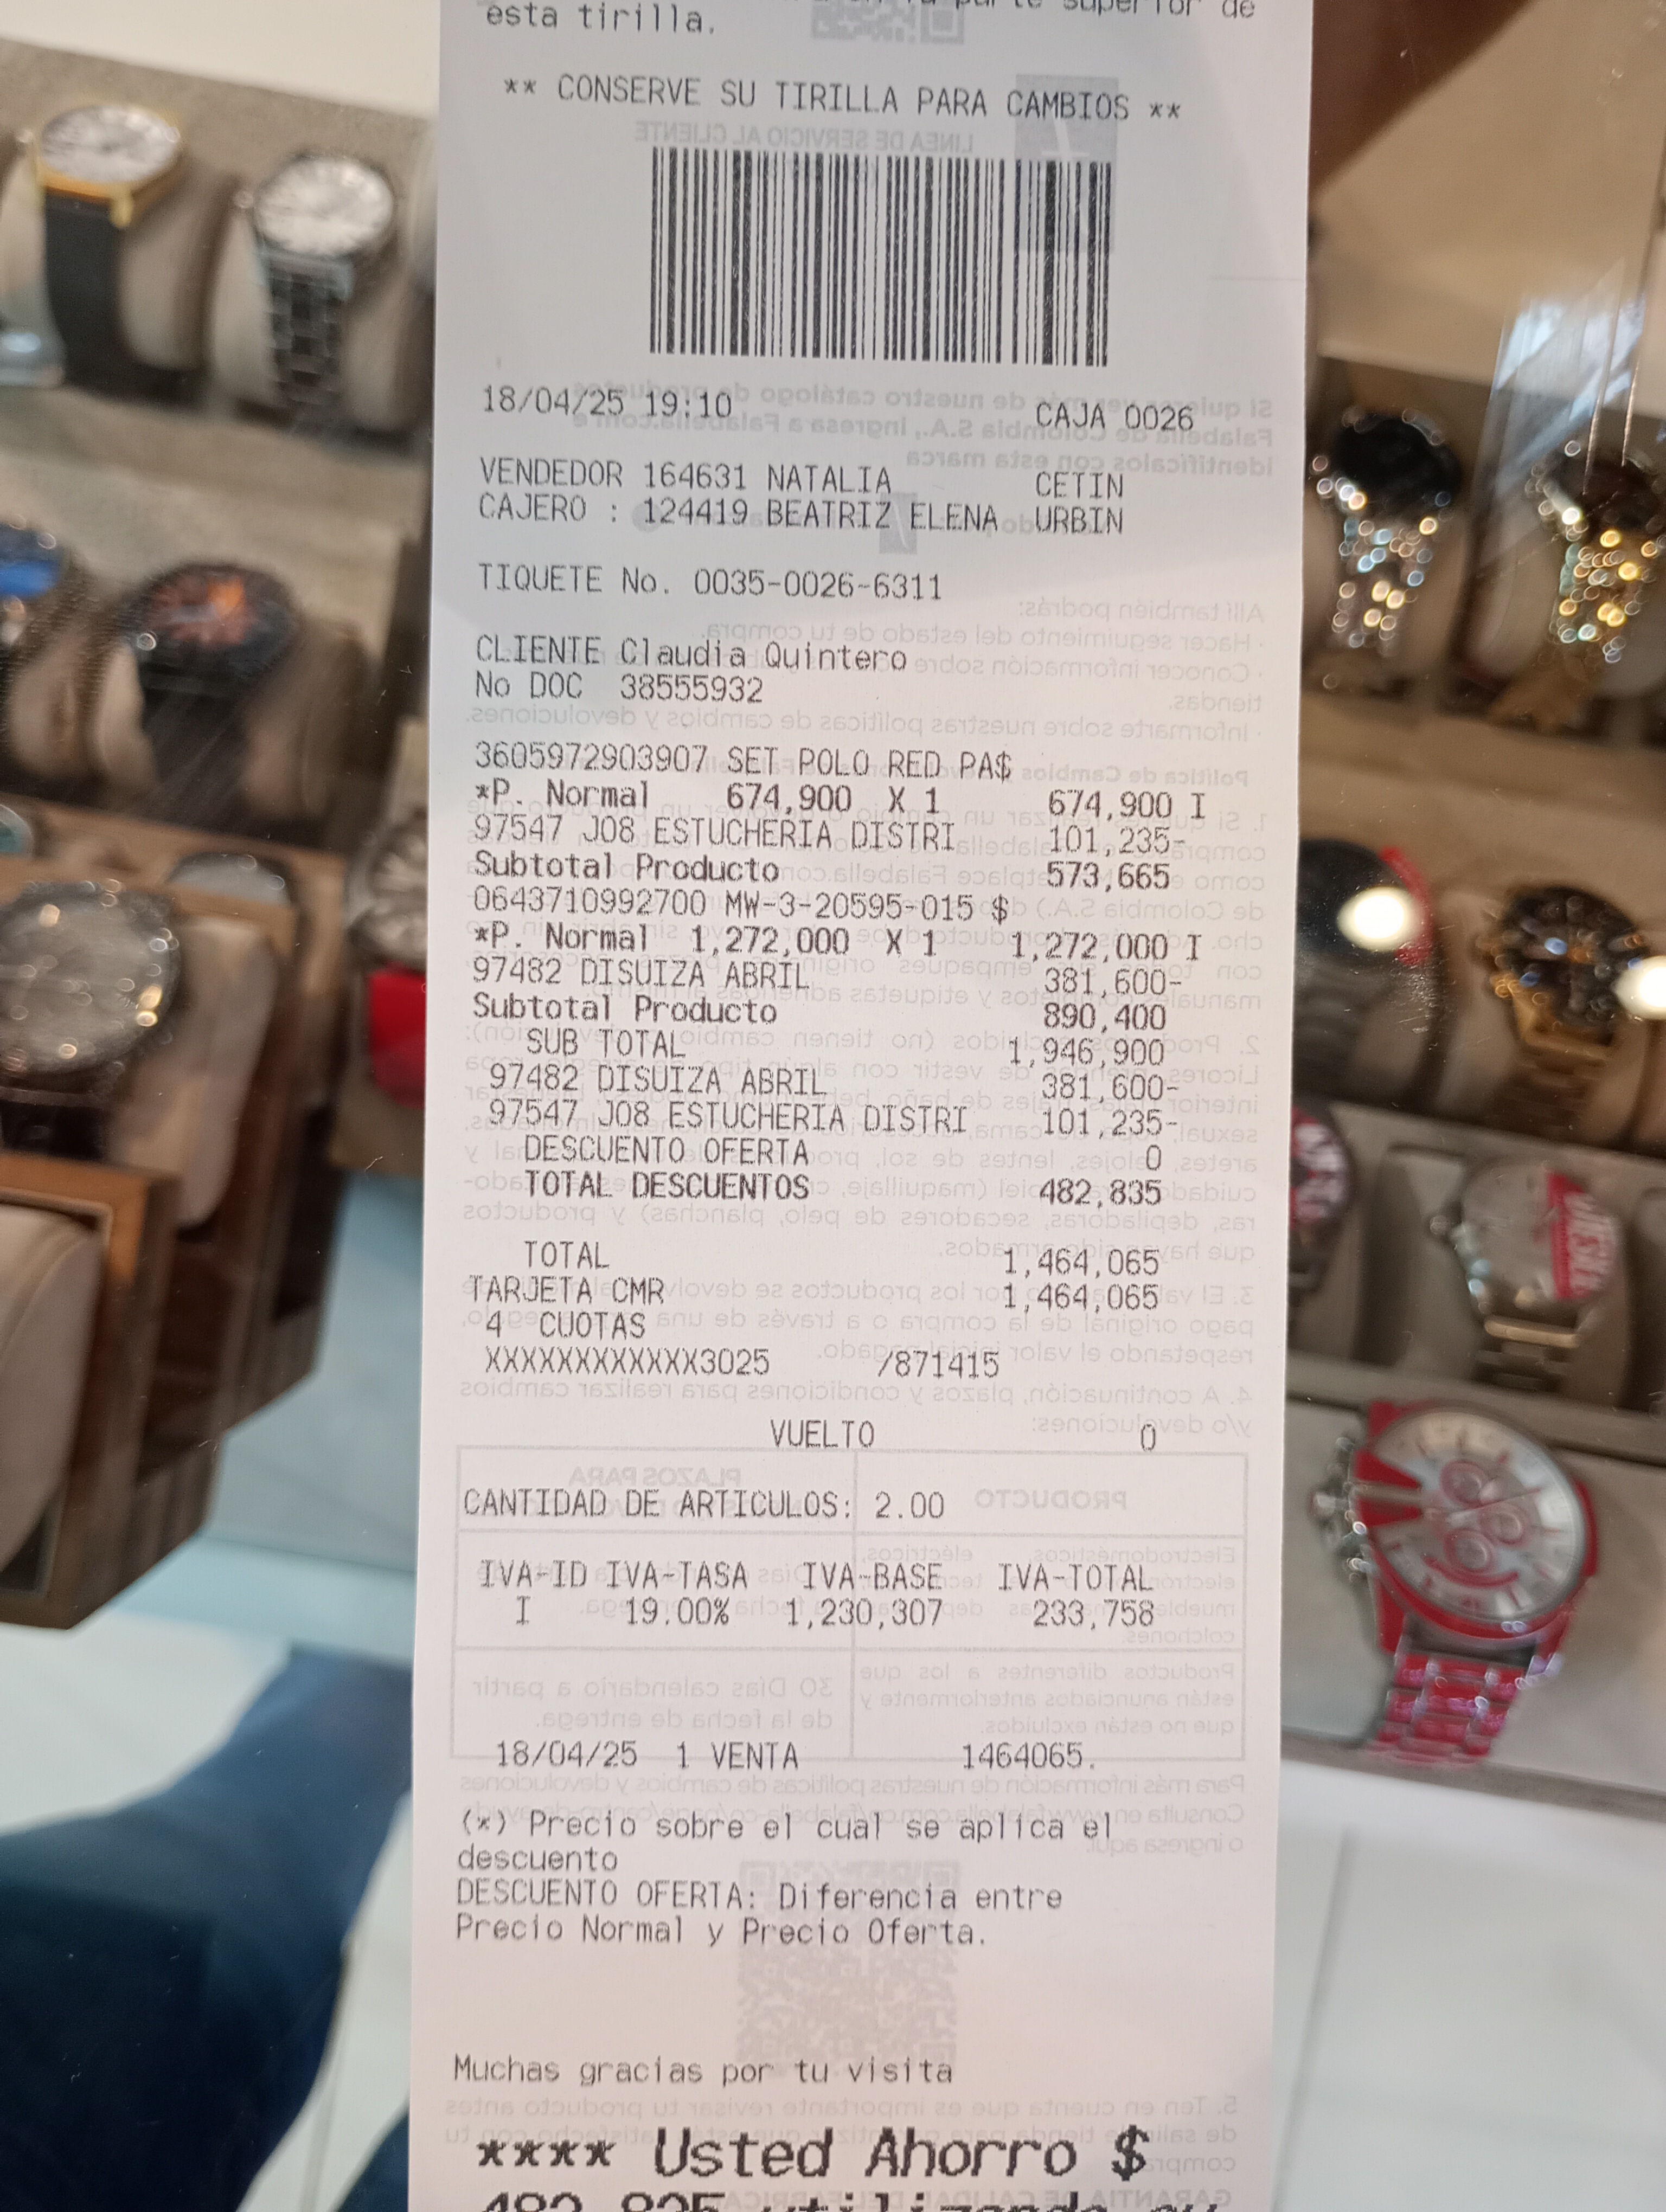 esta tirilla.
** CONSERVE SU TIRILLA PARA CAMBIOS **
18/04/25 19:10 CAJA 0026
VENDEDOR 164631 NATALIA CETIN
CAJERO : 124419 BEATRIZ ELENA URBIN
TIQUETE No. 0035-0026-6311
CLIENTE Claudia Quintero
No DOC 38555932
3605972903907 SET POLO RED PA$
*P. Normal 674,900 X 1 674,900 I
97547 J08 ESTUCHERIA DISTRI 101,235-
Subtotal Producto 573,665
0643710992700 MW-3-20595-015 $
*P. Normal 1,272,000 X 1 1,272,000 I
97482 DISUIZA ABRIL 381,600-
Subtotal Producto 890,400
SUB TOTAL 1,946,900
97482 DISUIZA ABRIL 381,600-
97547 J08 ESTUCHERIA DISTRI 101,235-
DESCUENTO OFERTA 0
TOTAL DESCUENTOS 482,835
TOTAL 1,464,065
TARJETA CMR 1,464,065
4 CUOTAS
XXXXXXXXXXXX3025 /871415
VUELTO 0
CANTIDAD DE ARTICULOS: 2.00
IVA-ID IVA-TASA IVA-BASE IVA-TOTAL
I 19.00% 1,230,307 233,758
18/04/25 1 VENTA 1464065.
(*) Precio sobre el cual se aplica el
descuento
DESCUENTO OFERTA: Diferencia entre
Precio Normal y Precio Oferta.
Muchas gracias por tu visita
**** Usted Ahorro $